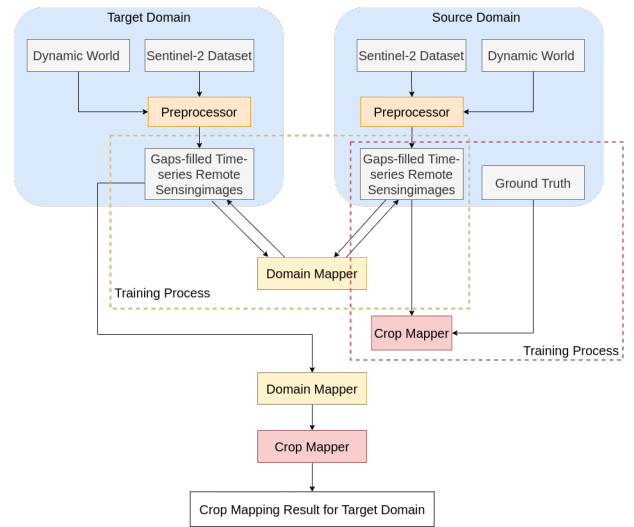 Target Domain
Source Domain
Dynamic World
Sentinel-2 Dataset
Sentinel-2 Dataset
Dynamic World
Preprocessor
Preprocessor
Gaps-filled Time-
series Remote
Sensingimages
Gaps-filled Time-
series Remote
Sensingimages
Ground Truth
Domain Mapper
Training Process
Crop Mapper
Training Process
Domain Mapper
Crop Mapper
Crop Mapping Result for Target Domain